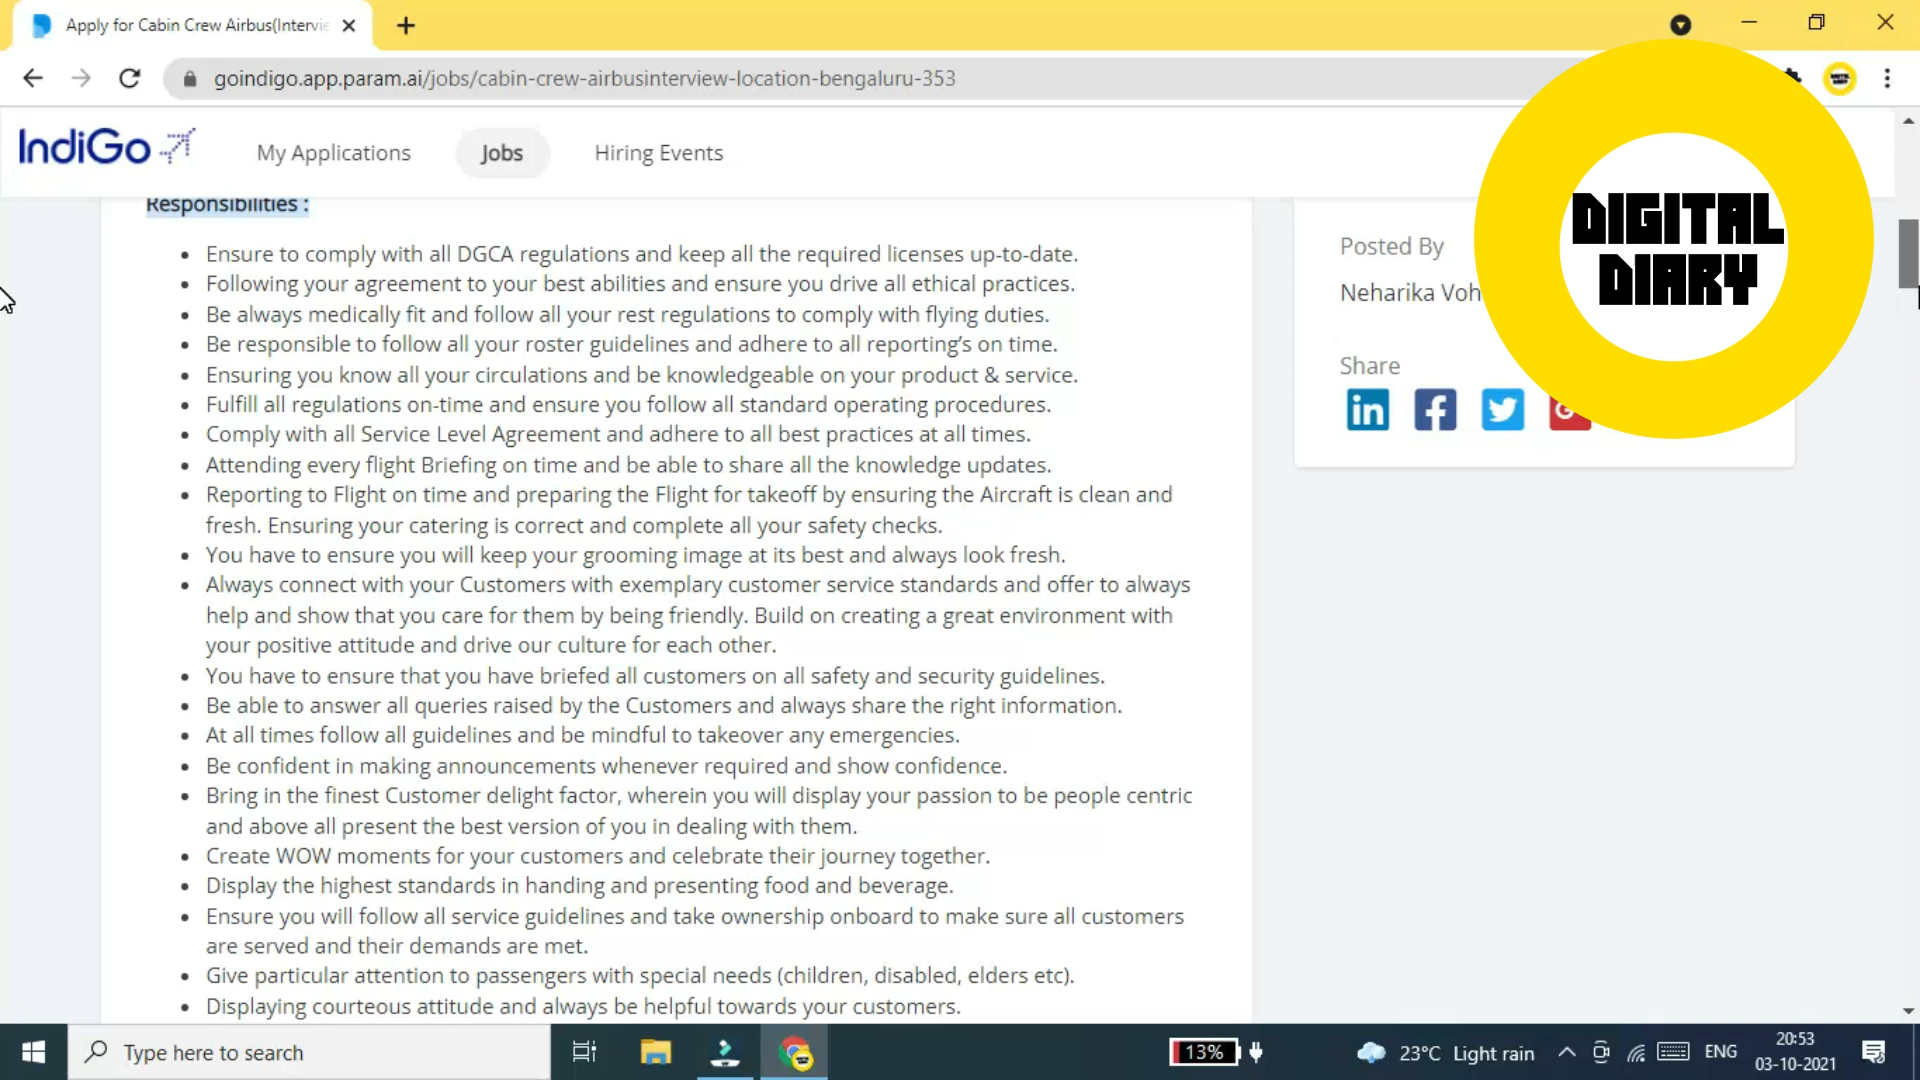 Apply for Cabin Crew Airbus(Intervie
goindigo.app.param.ai/jobs/cabin-crew-airbusinterview-location-bengaluru-353
IndiGo
My Applications
Jobs
Hiring Events
DIGITAL
DIARY
Responsibilities :
Ensure to comply with all DGCA regulations and keep all the required licenses up-to-date.
Following your agreement to your best abilities and ensure you drive all ethical practices.
Be always medically fit and follow all your rest regulations to comply with flying duties.
Be responsible to follow all your roster guidelines and adhere to all reporting's on time.
Ensuring you know all your circulations and be knowledgeable on your product & service.
Fulfill all regulations on-time and ensure you follow all standard operating procedures.
Comply with all Service Level Agreement and adhere to all best practices at all times.
Attending every flight Briefing on time and be able to share all the knowledge updates.
Reporting to Flight on time and preparing the Flight for takeoff by ensuring the Aircraft is clean and
fresh. Ensuring your catering is correct and complete all your safety checks.
You have to ensure you will keep your grooming image at its best and always look fresh.
Always connect with your Customers with exemplary customer service standards and offer to always
help and show that you care for them by being friendly. Build on creating a great environment with
your positive attitude and drive our culture for each other.
You have to ensure that you have briefed all customers on all safety and security guidelines.
Be able to answer all queries raised by the Customers and always share the right information.
At all times follow all guidelines and be mindful to takeover any emergencies.
Be confident in making announcements whenever required and show confidence.
Bring in the finest Customer delight factor, wherein you will display your passion to be people centric
and above all present the best version of you in dealing with them.
Create WOW moments for your customers and celebrate their journey together.
Display the highest standards in handing and presenting food and beverage.
Ensure you will follow all service guidelines and take ownership onboard to make sure all customers
are served and their demands are met.
Give particular attention to passengers with special needs (children, disabled, elders etc).
Displaying courteous attitude and always be helpful towards your customers.
Posted By
Neharika Voh
Share
Type here to search
13%
23°C Light rain
ENG
20:53
03-10-2021